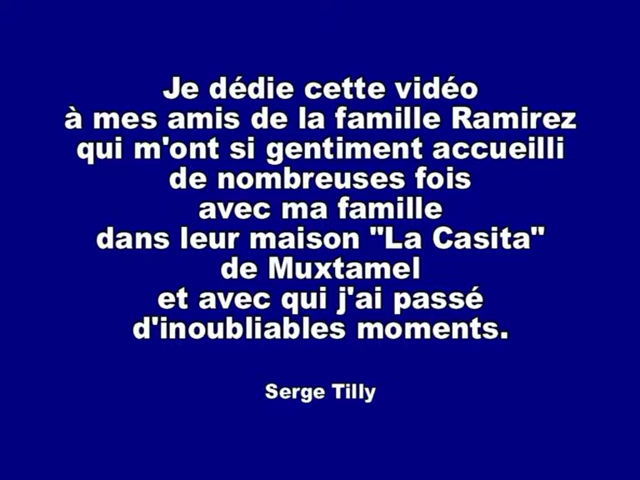 Je dédie cette vidéo
à mes amis de la famille Ramirez
qui m'ont si gentiment accueilli
de nombreuses fois
avec ma famille
dans leur maison "La Casita"
de Muxtamel
et avec qui j'ai passé
d'inoubliables moments.
Serge Tilly